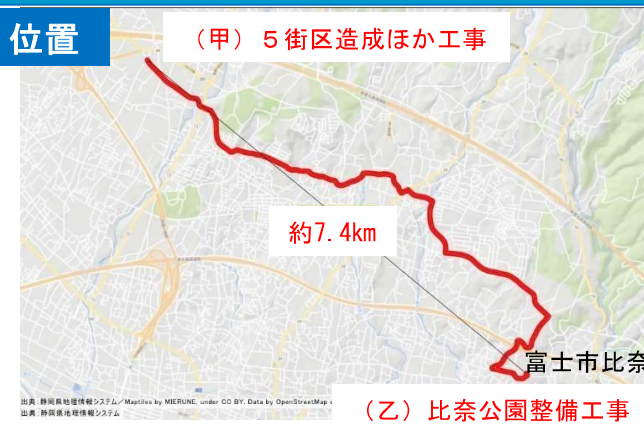 位置
（甲）５街区造成ほか工事
約7.4km
富士市比奈
（乙）比奈公園整備工事
出典：静岡県地理情報システム／Maptiles by MIERUNE, under CC BY. Data by OpenStreetMap
出典：静岡県地理情報システム